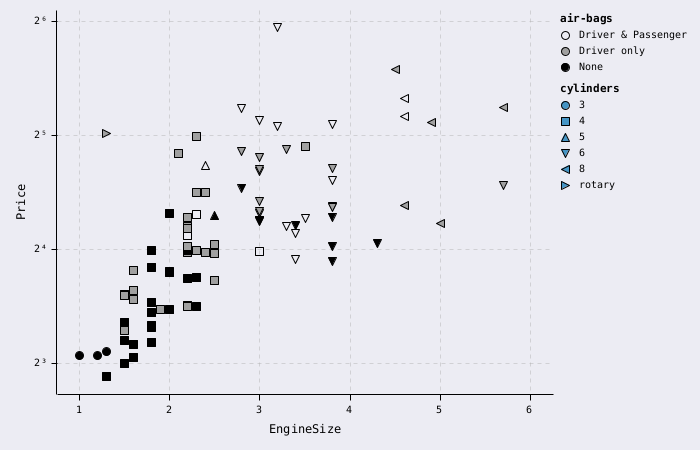 air-bags
Driver & Passenger
Driver only
None
cylinders
3
4
5
6
8
rotary
Price
2⁶
2⁵
2⁴
2³
1 2 3 4 5 6
EngineSize